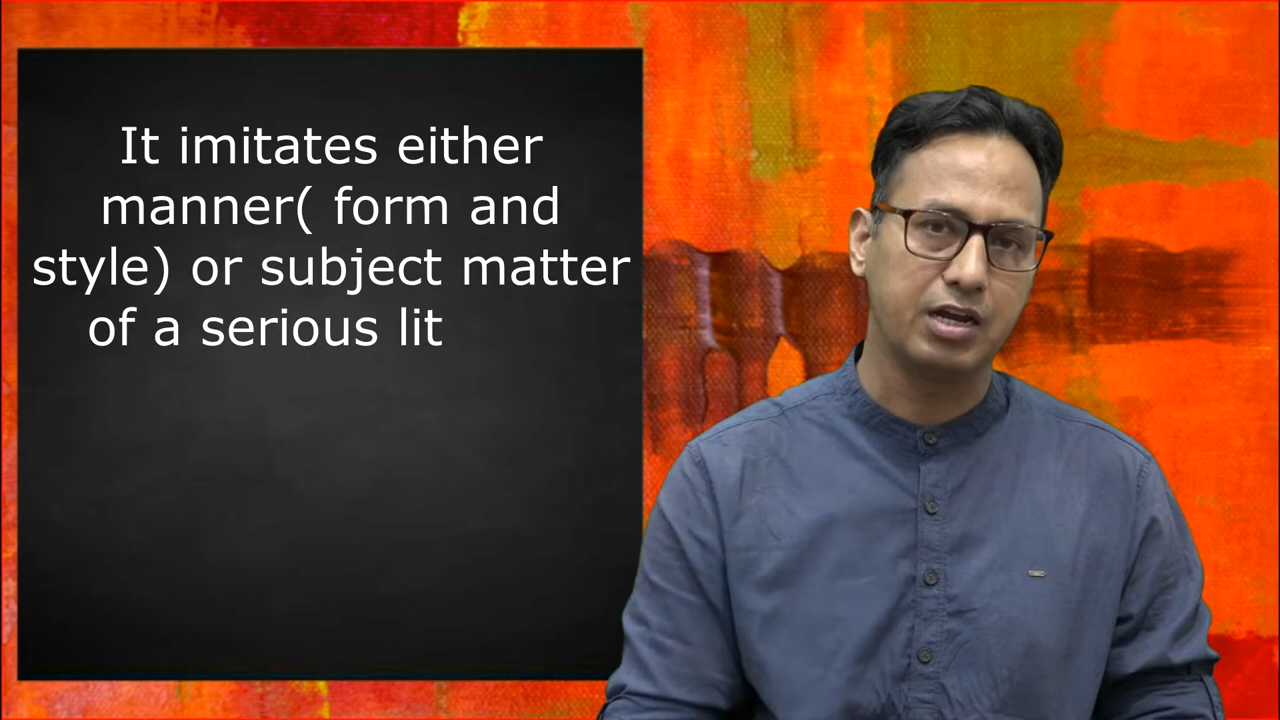 It imitates either
manner( form and
style) or subject matter
of a serious lit